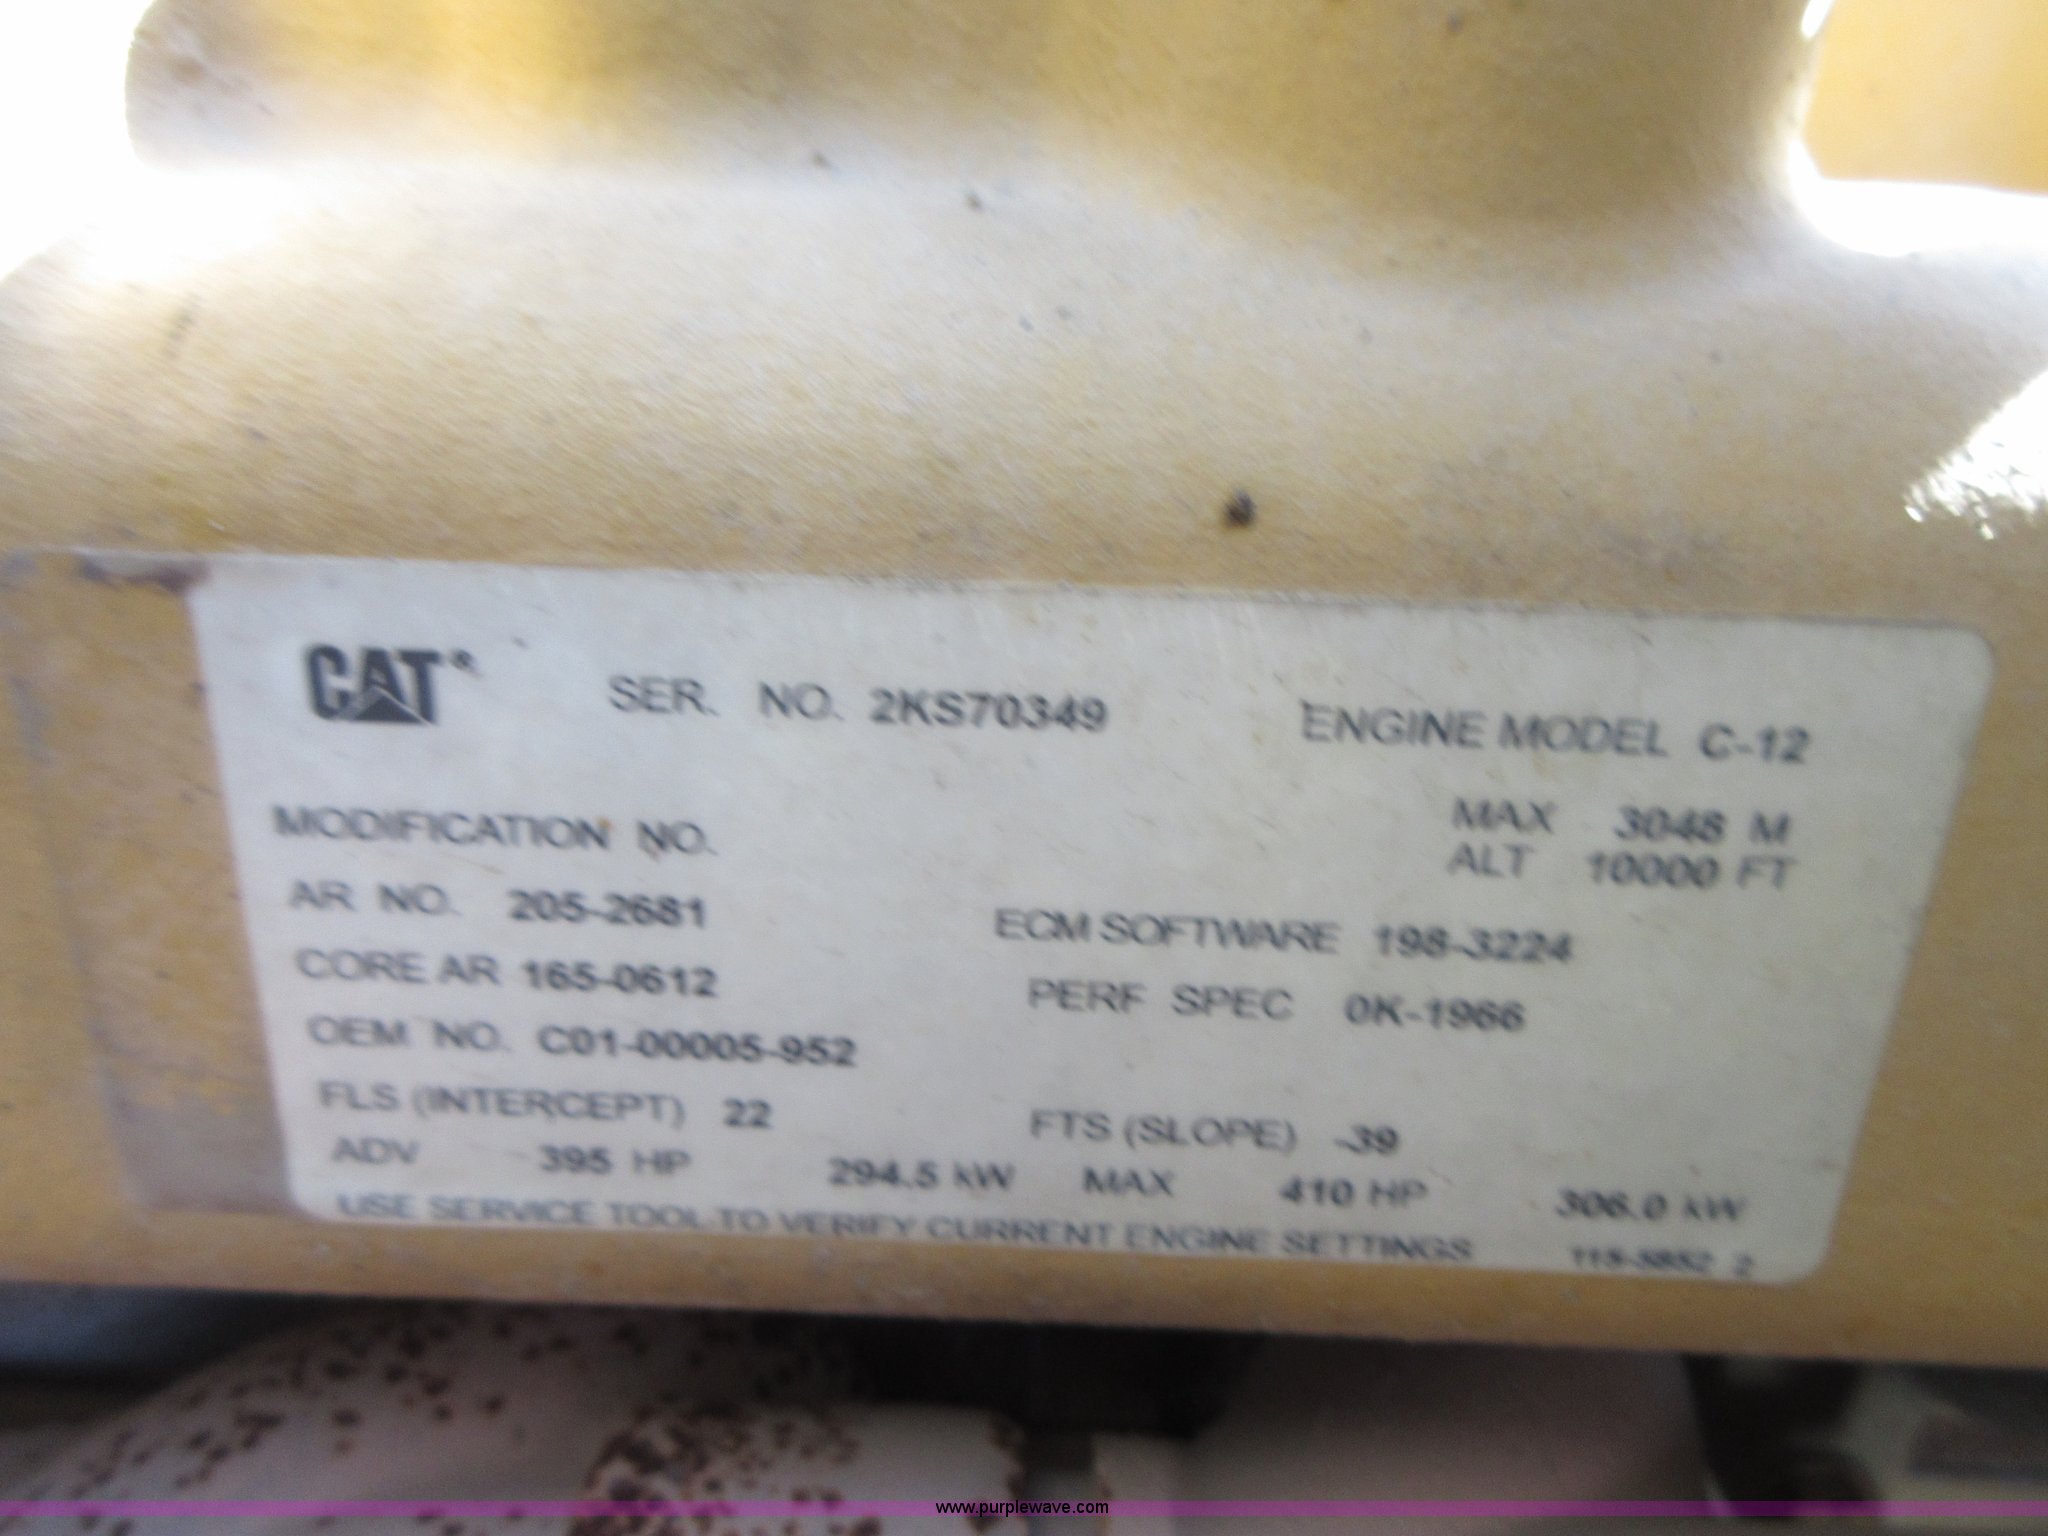 CAT® SER. NO. 2KS70349 ENGINE MODEL C-12
MODIFICATION NO. MAX 3048 M
ALT 10000 FT
AR NO. 205-2681
ECM SOFTWARE 198-3224
CORE AR 165-0612
PERF SPEC 0K-1966
OEM NO. C01-00005-952
FLS (INTERCEPT) 22 FTS (SLOPE) -39
ADV 395 HP 294.5 kW MAX 410 HP 306.0 kW
USE SERVICE TOOL TO VERIFY CURRENT ENGINE SETTINGS 115-5852 2
www.purplewave.com